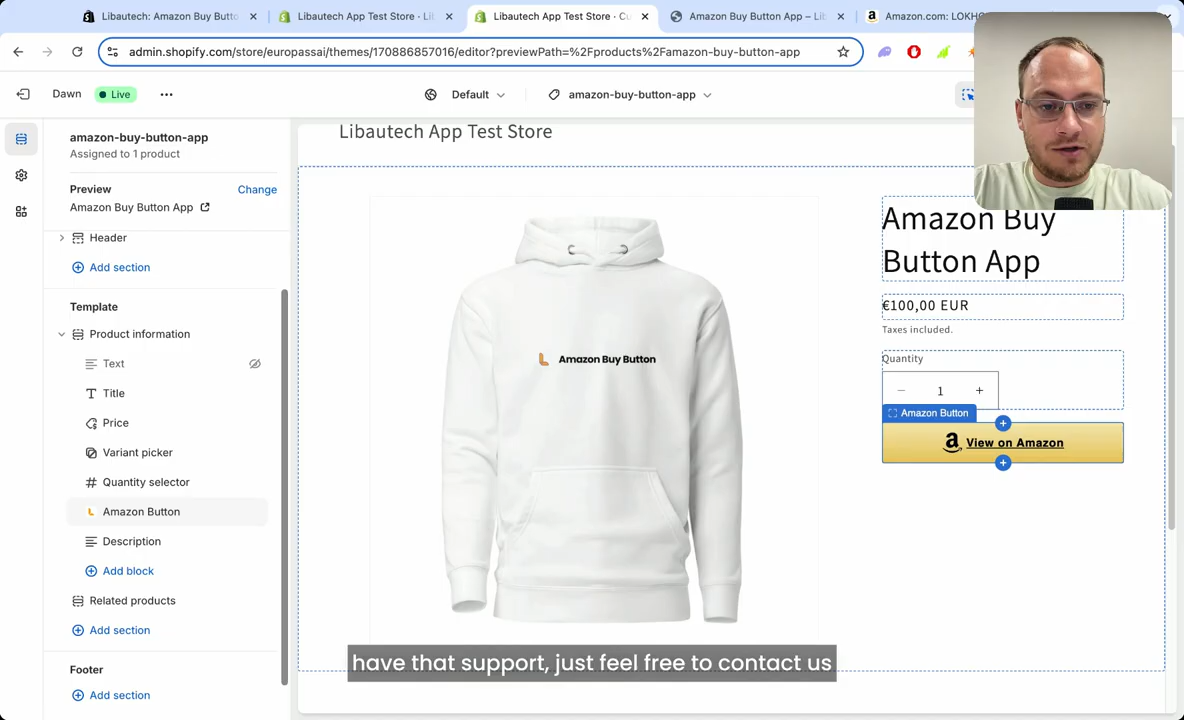 Libautech: Amazon Buy Butto
Libautech App Test Store · Li
Libautech App Test Store · Cu
Amazon Buy Button App – Lib
Amazon.com: LOKHO
admin.shopify.com/store/europassai/themes/170886857016/editor?previewPath=%2Fproducts%2Famazon-buy-button-app
Dawn
Live
Default
amazon-buy-button-app
amazon-buy-button-app
Assigned to 1 product
Preview
Change
Amazon Buy Button App
Header
Add section
Template
Product information
Text
Title
Price
Variant picker
Quantity selector
Amazon Button
Description
Add block
Related products
Add section
Footer
Add section
Libautech App Test Store
Amazon Buy Button
Amazon Buy
Button App
€100,00 EUR
Taxes included.
Quantity
1
Amazon Button
View on Amazon
have that support, just feel free to contact us